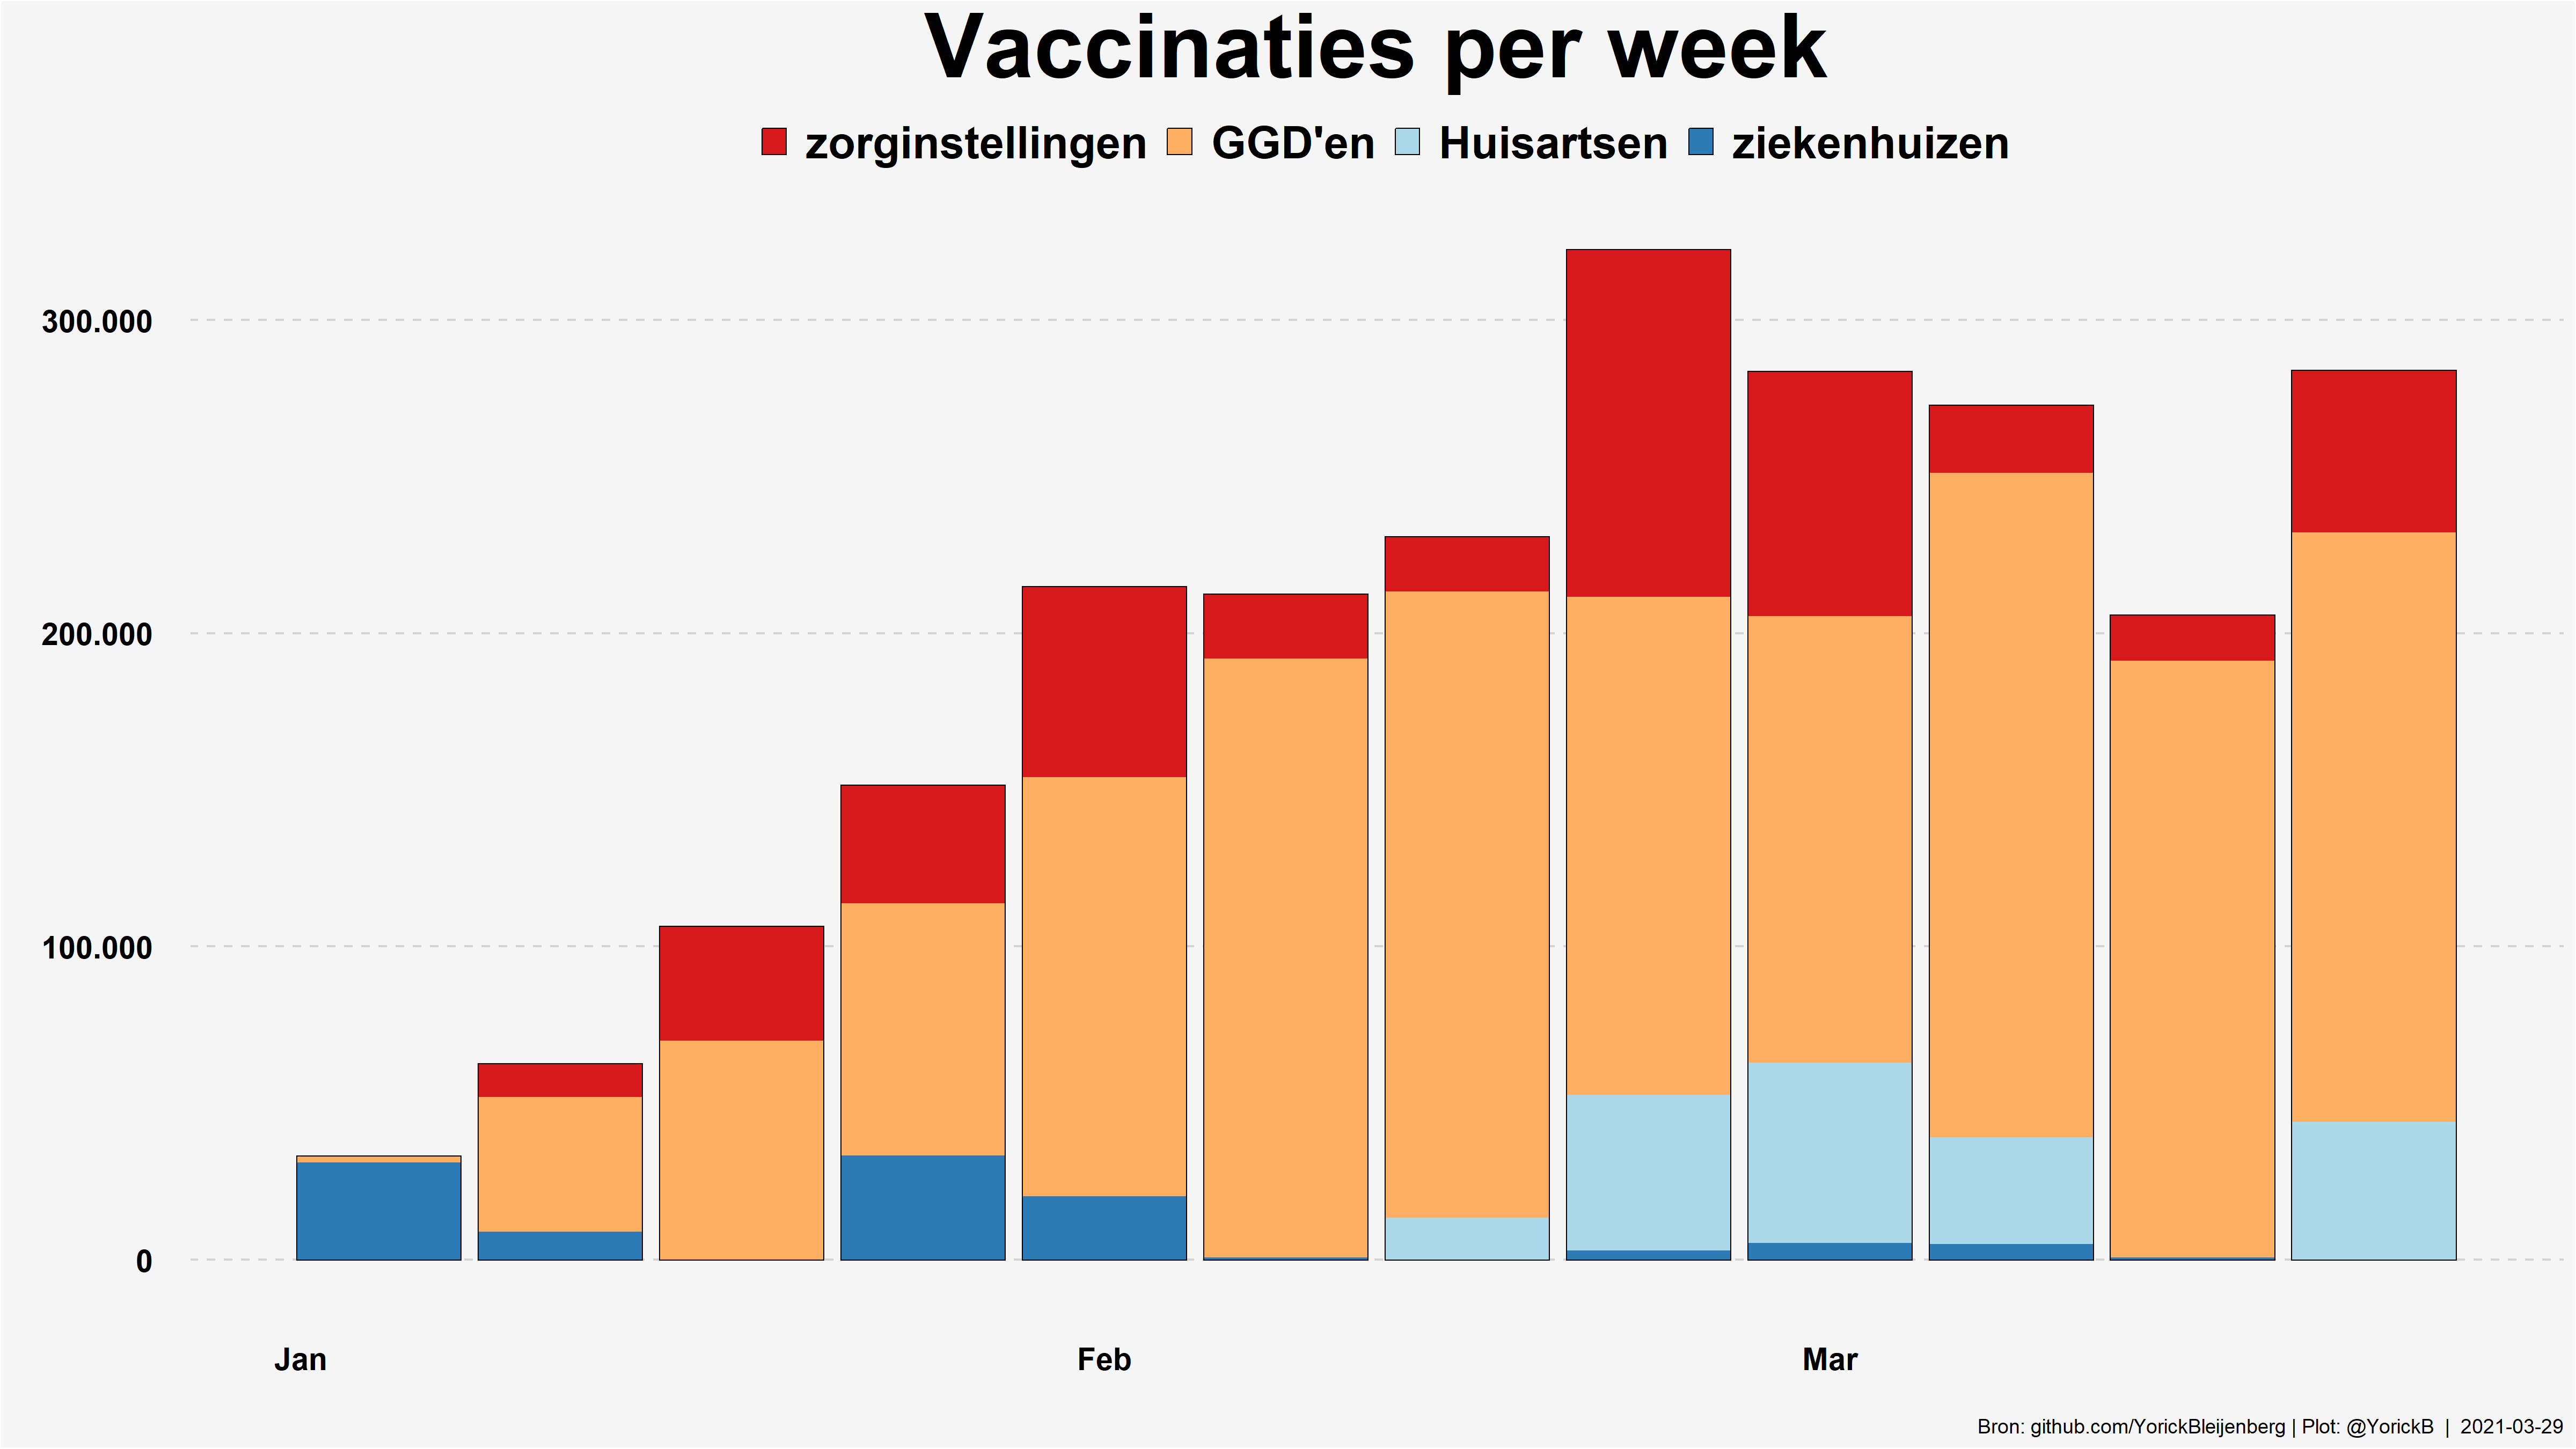 Vaccinaties per week
zorginstellingen GGD'en Huisartsen ziekenhuizen
300.000
200.000
100.000
0
Jan Feb Mar
Bron: github.com/YorickBleijenberg | Plot: @YorickB | 2021-03-29